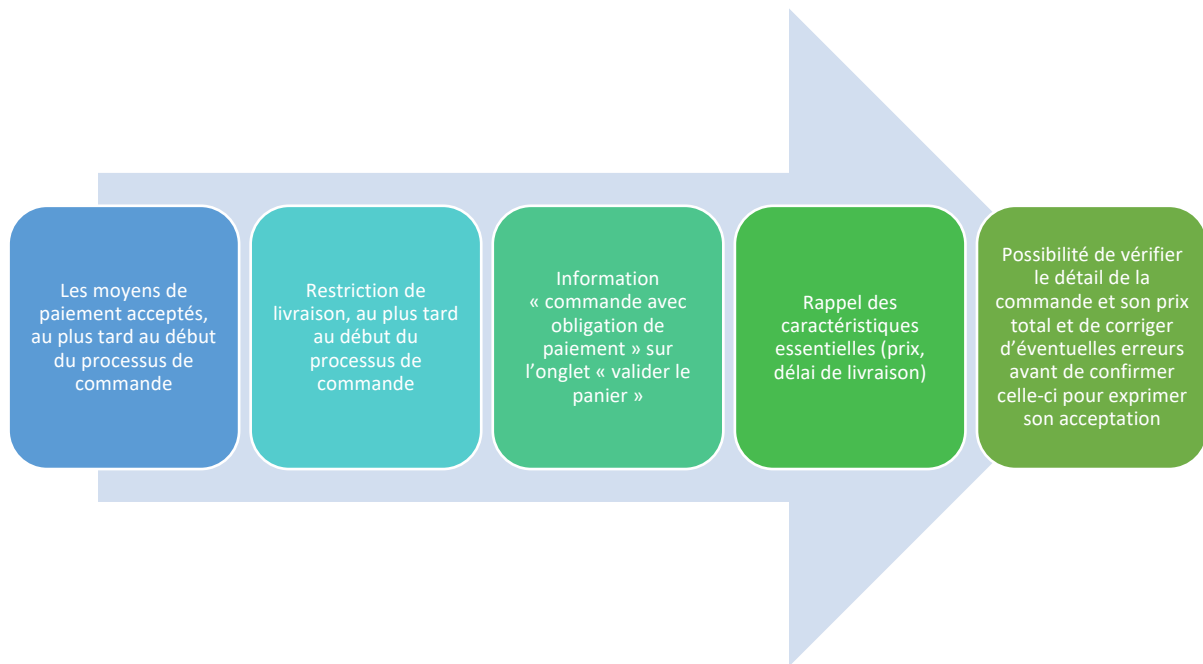 Les moyens de
paiement acceptés,
au plus tard au début
du processus de
commande
Restriction de
livraison, au plus tard
au début du
processus de
commande
Information
« commande avec
obligation de
paiement » sur
l’onglet « valider le
panier »
Rappel des
caractéristiques
essentielles (prix,
délai de livraison)
Possibilité de vérifier
le détail de la
commande et son prix
total et de corriger
d’éventuelles erreurs
avant de confirmer
celle-ci pour exprimer
son acceptation